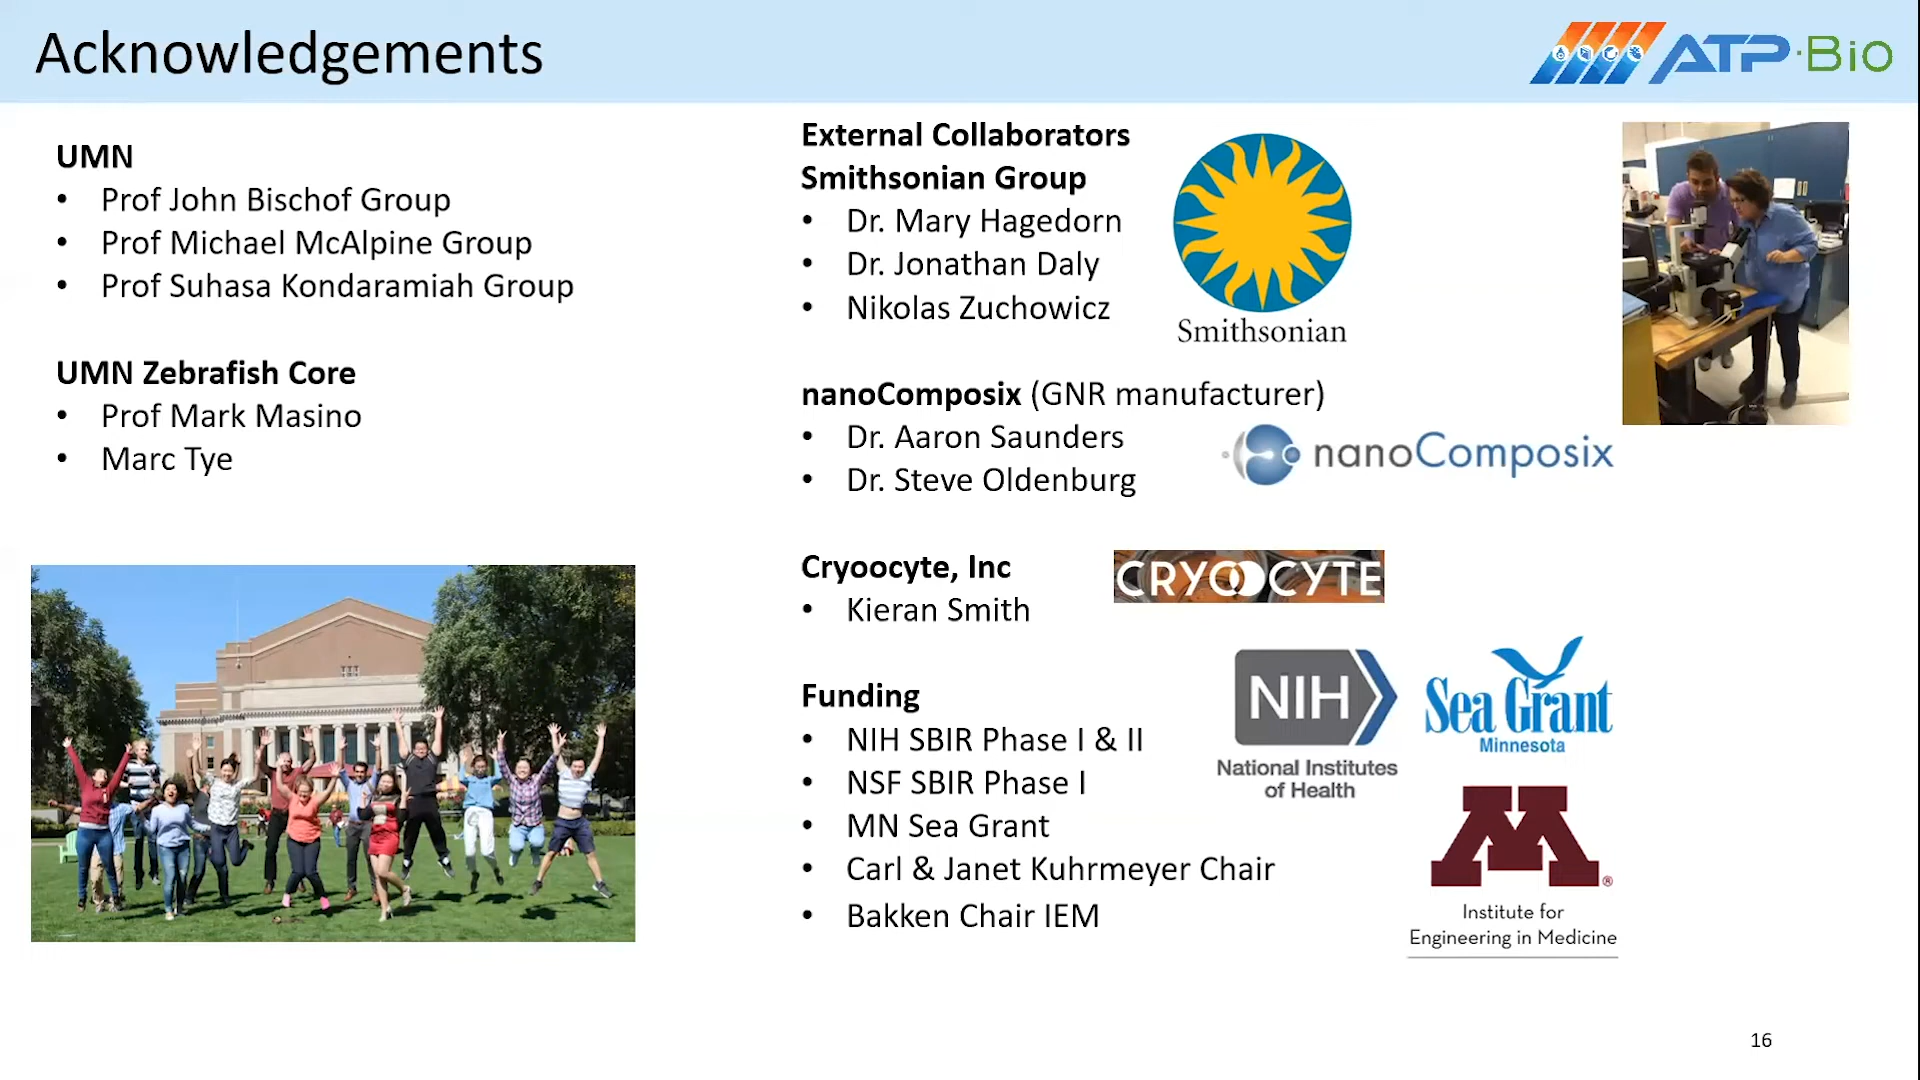 Acknowledgements
ATP·Bio
UMN
• Prof John Bischof Group
• Prof Michael McAlpine Group
• Prof Suhasa Kondaramiah Group
UMN Zebrafish Core
• Prof Mark Masino
• Marc Tye
External Collaborators
Smithsonian Group
• Dr. Mary Hagedorn
• Dr. Jonathan Daly
• Nikolas Zuchowicz
Smithsonian
nanoComposix (GNR manufacturer)
• Dr. Aaron Saunders
• Dr. Steve Oldenburg
nanoComposix
Cryoocyte, Inc
• Kieran Smith
CRYOOCYTE
Funding
• NIH SBIR Phase I & II
• NSF SBIR Phase I
• MN Sea Grant
• Carl & Janet Kuhrmeyer Chair
• Bakken Chair IEM
NIH
National Institutes
of Health
Sea Grant
Minnesota
M®
Institute for
Engineering in Medicine
16